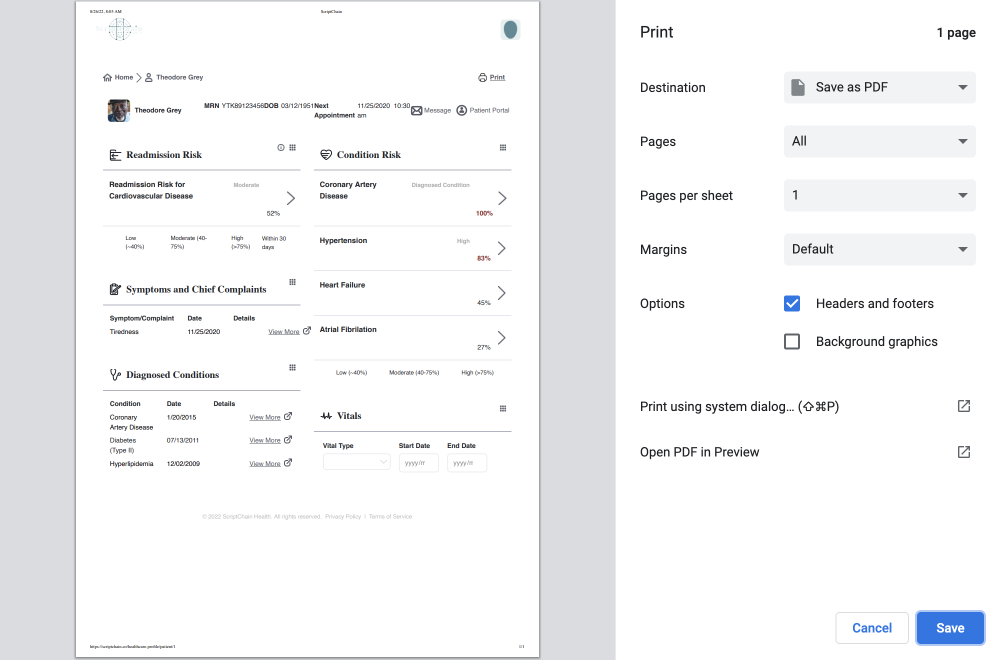 8/26/22, 8:05 AM
ScriptChain
ScriptChain
Home
Theodore Grey
Print
Theodore Grey
MRN YTK89123456 DOB 03/12/1951 Next Appointment 11/25/2020 10:30 am
Message
Patient Portal
Readmission Risk
Readmission Risk for
Cardiovascular Disease
Moderate
52%
Low (~40%)
Moderate (40-75%)
High (>75%)
Within 30 days
Symptoms and Chief Complaints
Symptom/Complaint Date Details
Tiredness 11/25/2020 View More
Diagnosed Conditions
Condition Date Details
Coronary Artery Disease 1/20/2015 View More
Diabetes (Type II) 07/13/2011 View More
Hyperlipidemia 12/02/2009 View More
Condition Risk
Coronary Artery
Disease
Diagnosed Condition
100%
Hypertension
High
83%
Heart Failure
45%
Atrial Fibrilation
27%
Low (~40%) Moderate (40-75%) High (>75%)
Vitals
Vital Type Start Date End Date
yyyy/m yyyy/m
© 2022 ScriptChain Health. All rights reserved. Privacy Policy | Terms of Service
https://scriptchain.co/healthcare-profile/patient/1
1/1
Print
1 page
Destination
Save as PDF
Pages
All
Pages per sheet
1
Margins
Default
Options
Headers and footers
Background graphics
Print using system dialog... (⇧⌘P)
Open PDF in Preview
Cancel
Save